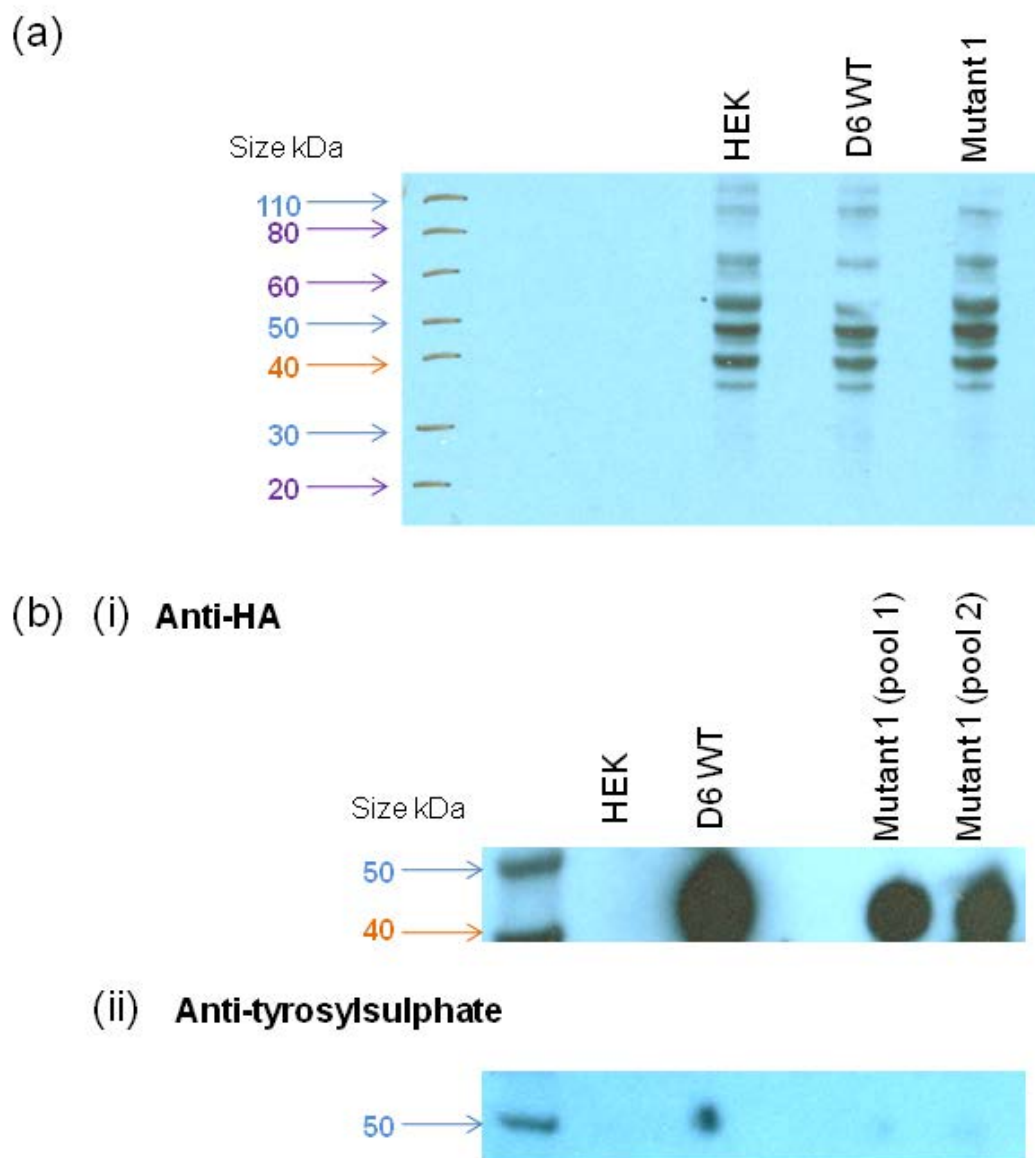 (a)
HEK
D6 WT
Mutant 1
Size kDa
110
80
60
50
40
30
20
(b) (i) Anti-HA
HEK
D6 WT
Mutant 1 (pool 1)
Mutant 1 (pool 2)
Size kDa
50
40
(ii) Anti-tyrosylsulphate
50